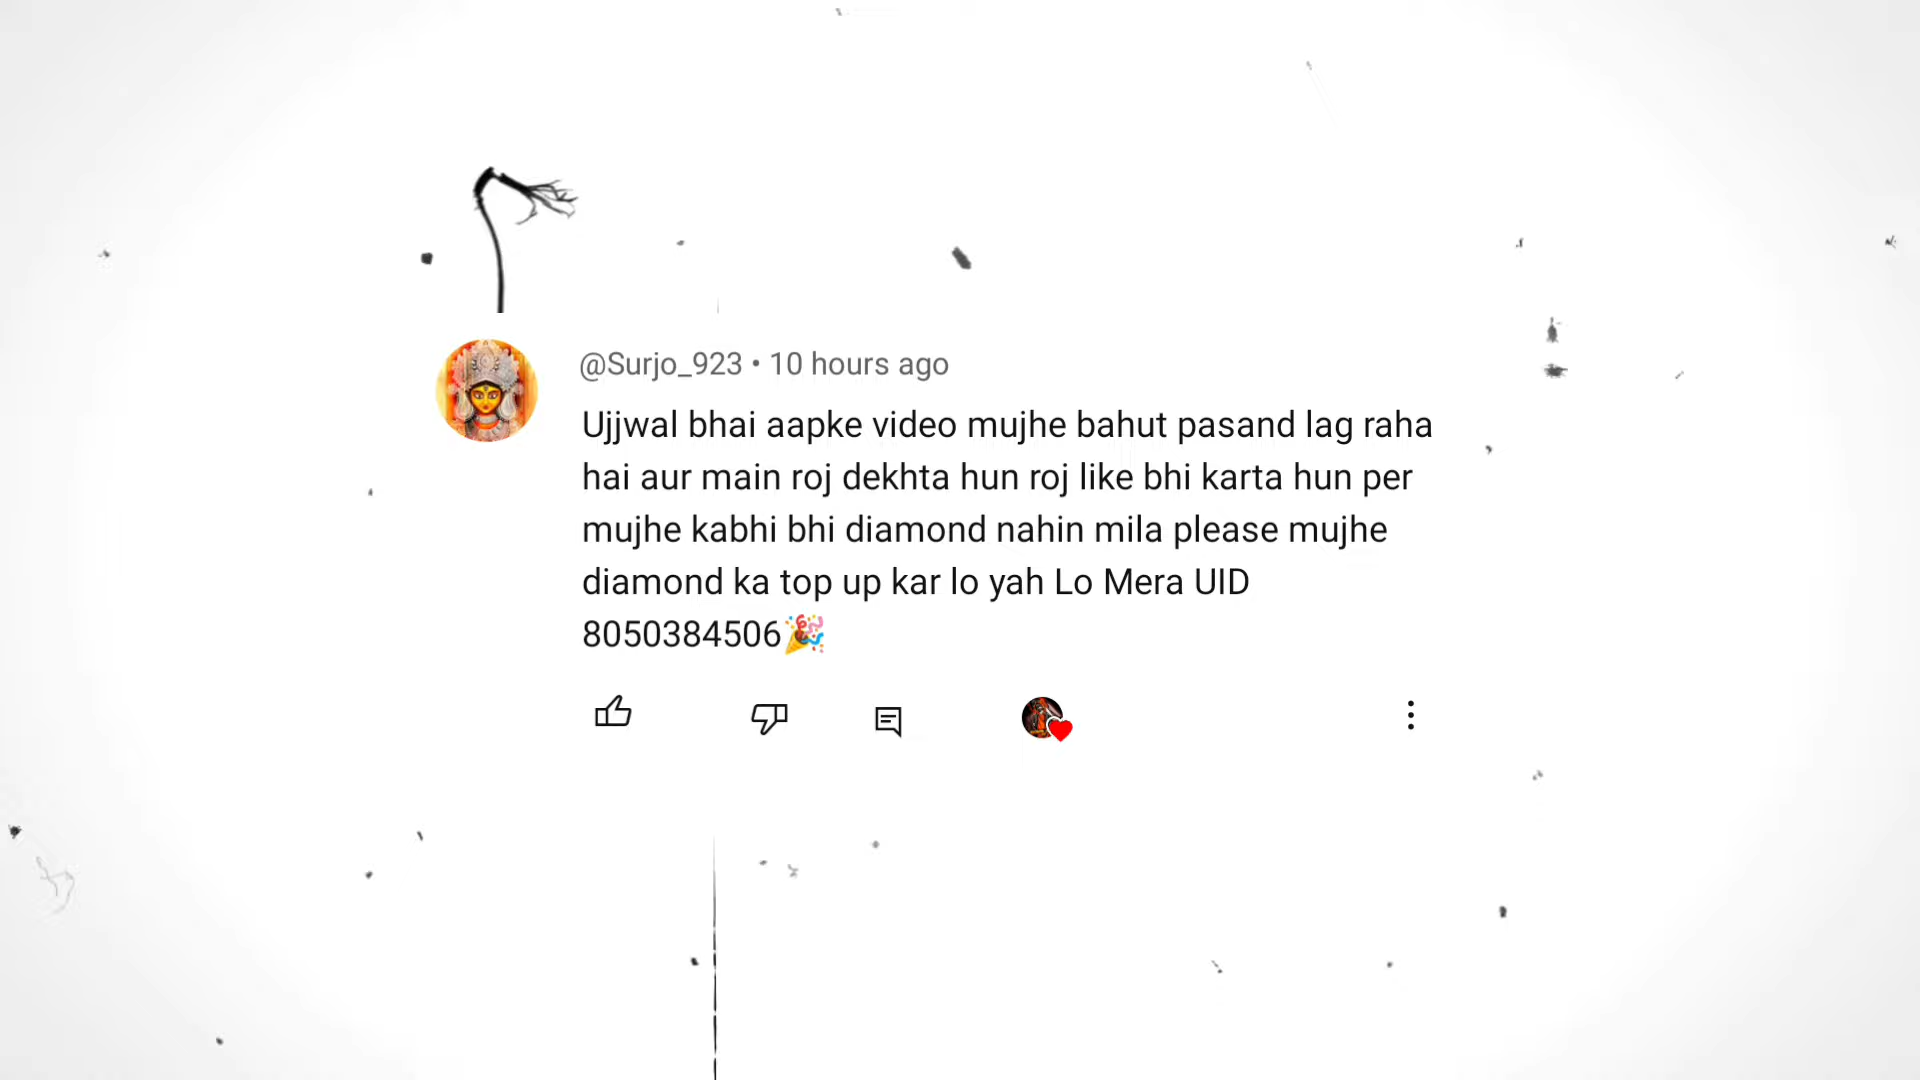 @Surjo_923 • 10 hours ago
Ujjwal bhai aapke video mujhe bahut pasand lag raha
hai aur main roj dekhta hun roj like bhi karta hun per
mujhe kabhi bhi diamond nahin mila please mujhe
diamond ka top up kar lo yah Lo Mera UID
8050384506🎉